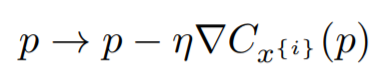 p → p − η∇C_{x^{\{i\}}}(p)